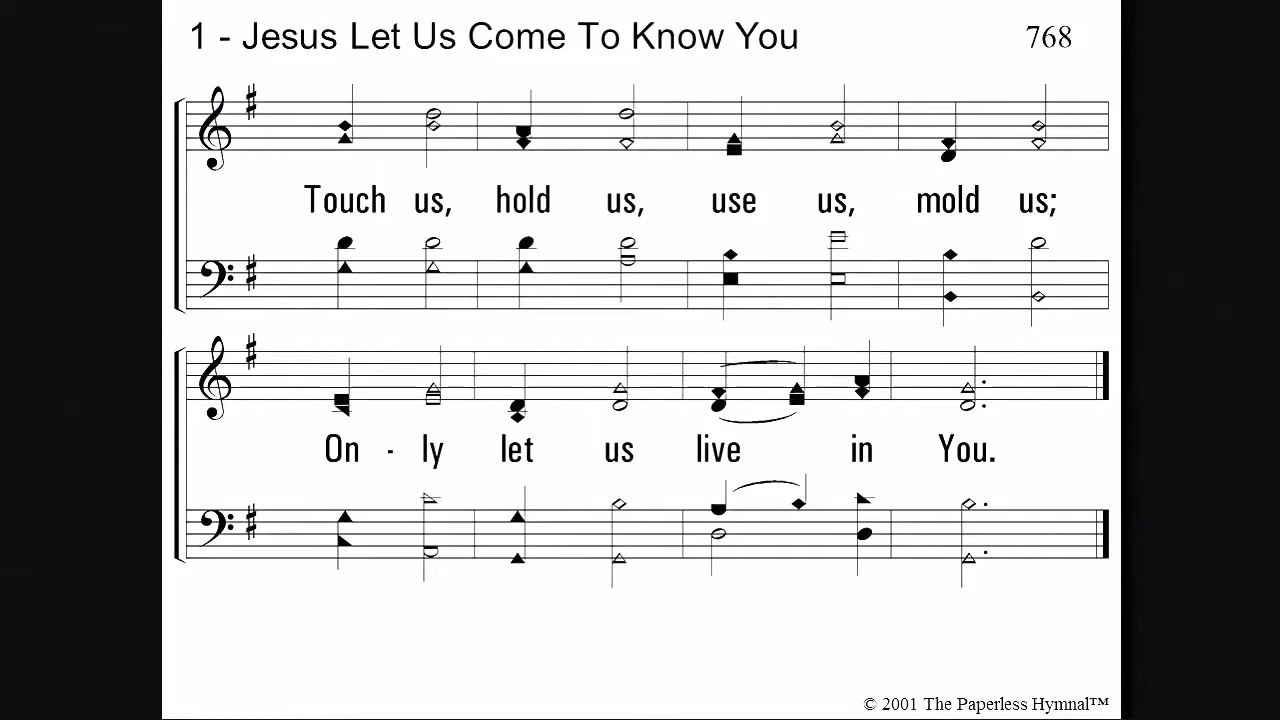 1 - Jesus Let Us Come To Know You 768
Touch us, hold us, use us, mold us;
On - ly let us live in You.
© 2001 The Paperless Hymnal™